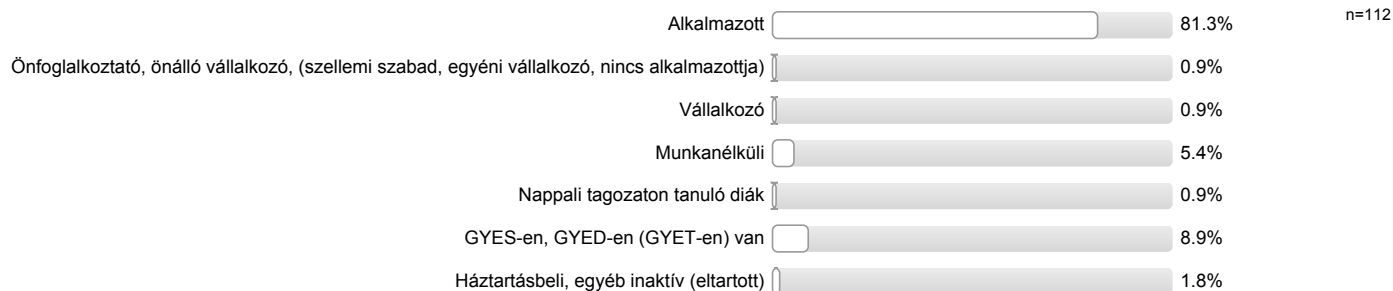 Alkalmazott 81.3% n=112
Önfoglalkoztató, önálló vállalkozó, (szellemi szabad, egyéni vállalkozó, nincs alkalmazottja) 0.9%
Vállalkozó 0.9%
Munkanélküli 5.4%
Nappali tagozaton tanuló diák 0.9%
GYES-en, GYED-en (GYET-en) van 8.9%
Háztartásbeli, egyéb inaktív (eltartott) 1.8%